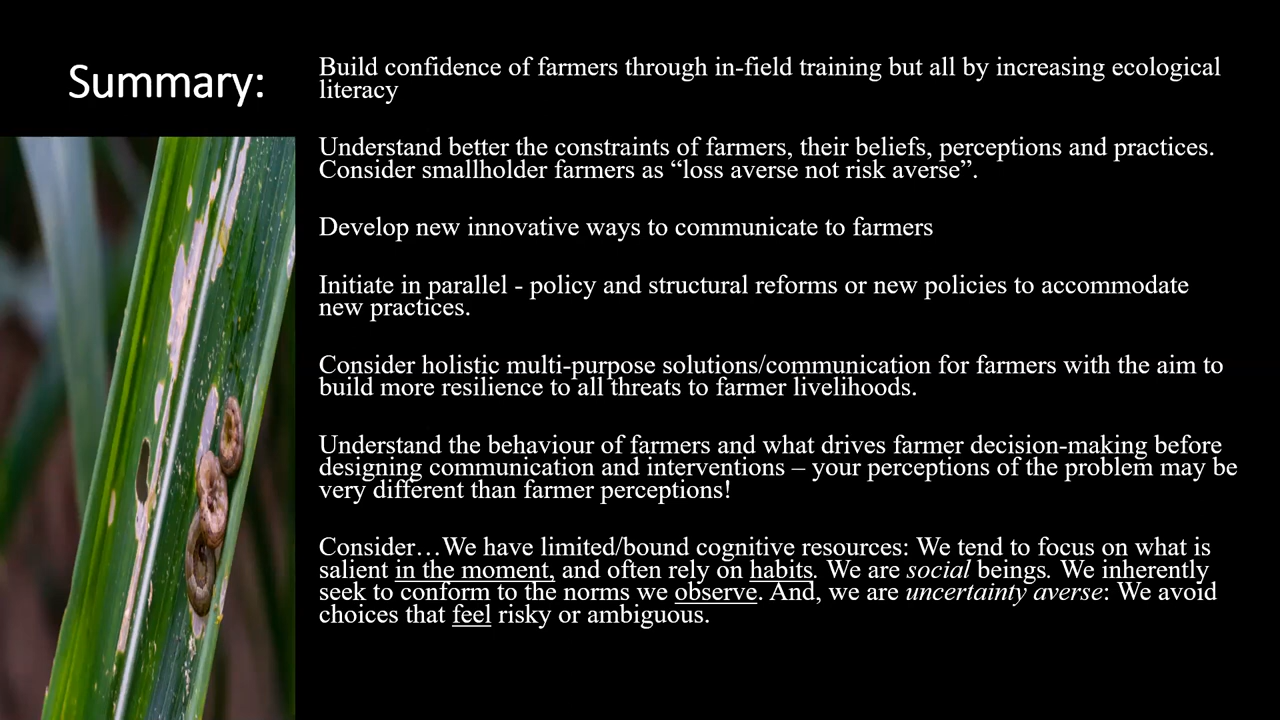 Summary:
Build confidence of farmers through in-field training but all by increasing ecological
literacy
Understand better the constraints of farmers, their beliefs, perceptions and practices.
Consider smallholder farmers as “loss averse not risk averse”.
Develop new innovative ways to communicate to farmers
Initiate in parallel - policy and structural reforms or new policies to accommodate
new practices.
Consider holistic multi-purpose solutions/communication for farmers with the aim to
build more resilience to all threats to farmer livelihoods.
Understand the behaviour of farmers and what drives farmer decision-making before
designing communication and interventions – your perceptions of the problem may be
very different than farmer perceptions!
Consider…We have limited/bound cognitive resources: We tend to focus on what is
salient in the moment, and often rely on habits. We are social beings. We inherently
seek to conform to the norms we observe. And, we are uncertainty averse: We avoid
choices that feel risky or ambiguous.